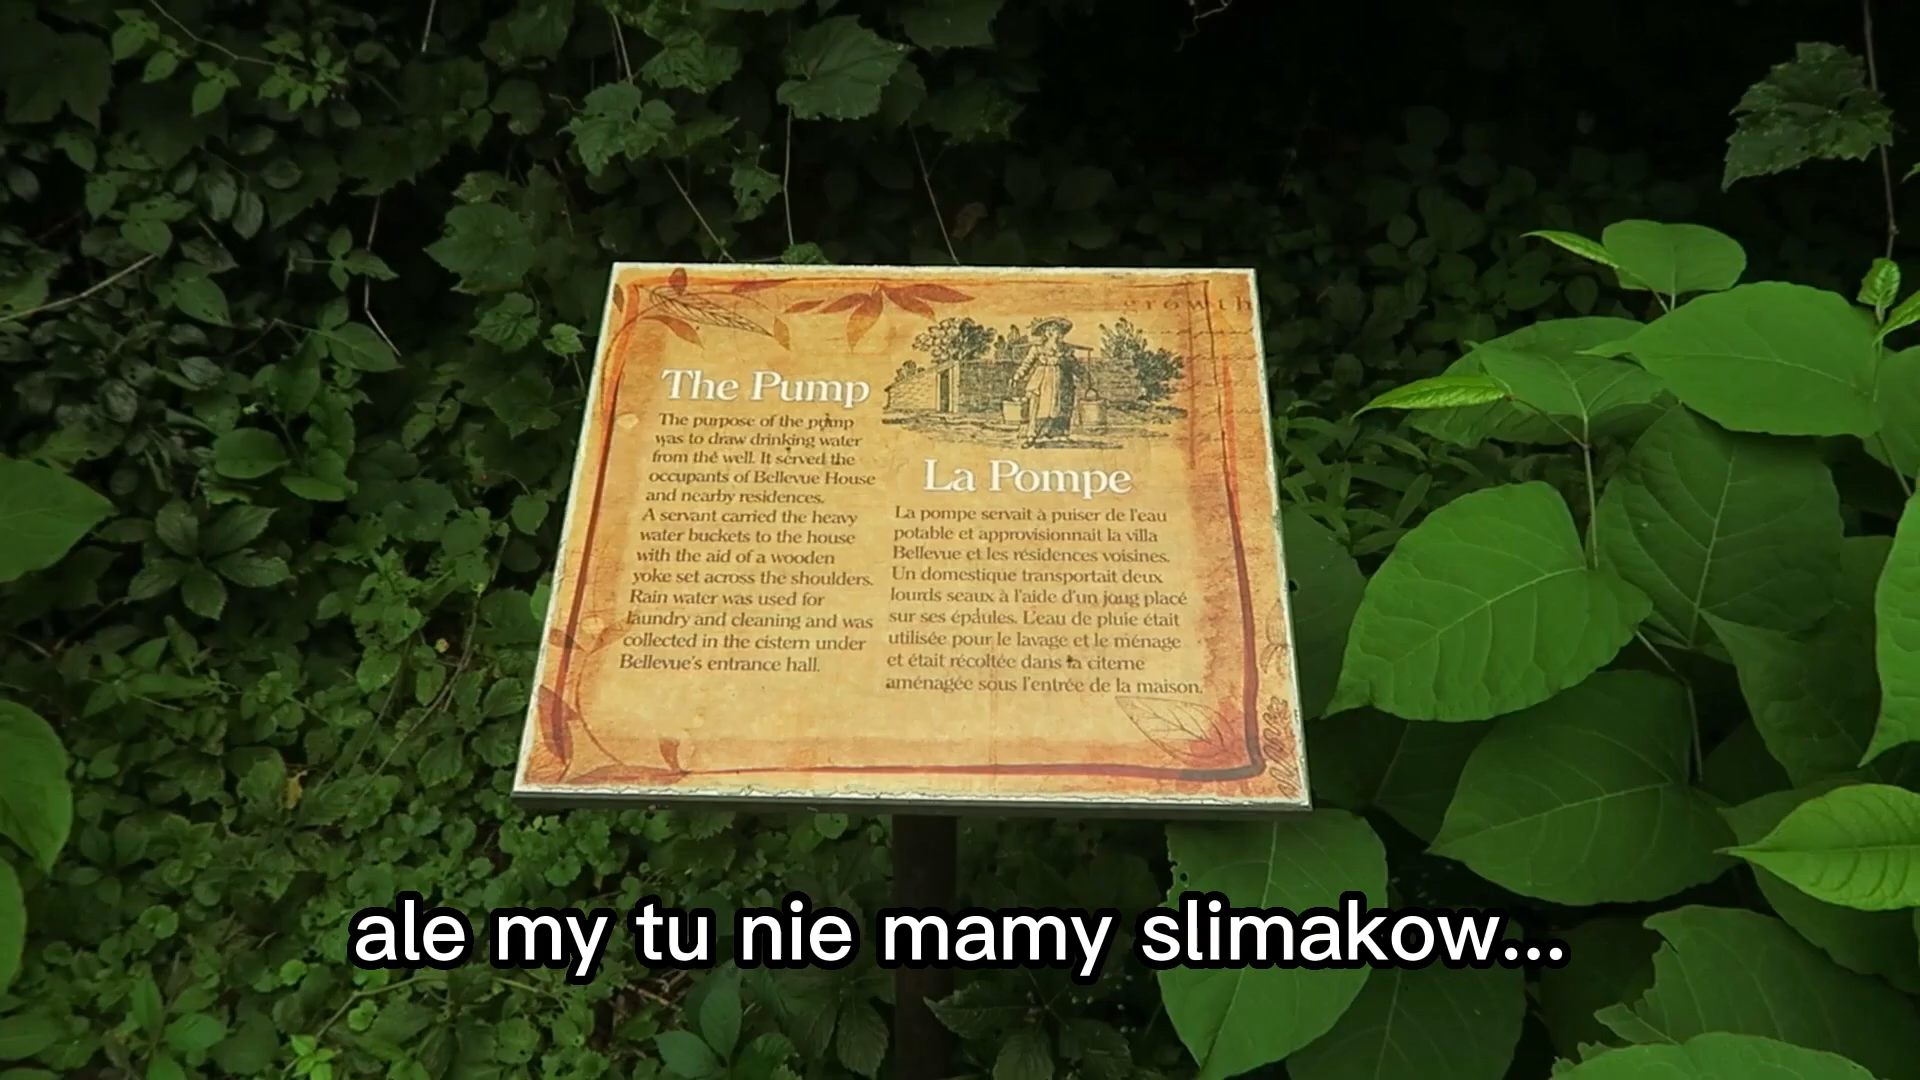 growth
The Pump
The purpose of the pump
was to draw drinking water
from the well. It served the
occupants of Bellevue House
and nearby residences.
A servant carried the heavy
water buckets to the house
with the aid of a wooden
yoke set across the shoulders.
Rain water was used for
laundry and cleaning and was
collected in the cistern under
Bellevue's entrance hall.
La Pompe
La pompe servait à puiser de l'eau
potable et approvisionnait la villa
Bellevue et les résidences voisines.
Un domestique transportait deux
lourds seaux à l'aide d'un joug placé
sur ses épaules. L'eau de pluie était
utilisée pour le lavage et le ménage
et était récoltée dans la citerne
aménagée sous l'entrée de la maison.
ale my tu nie mamy slimakow...